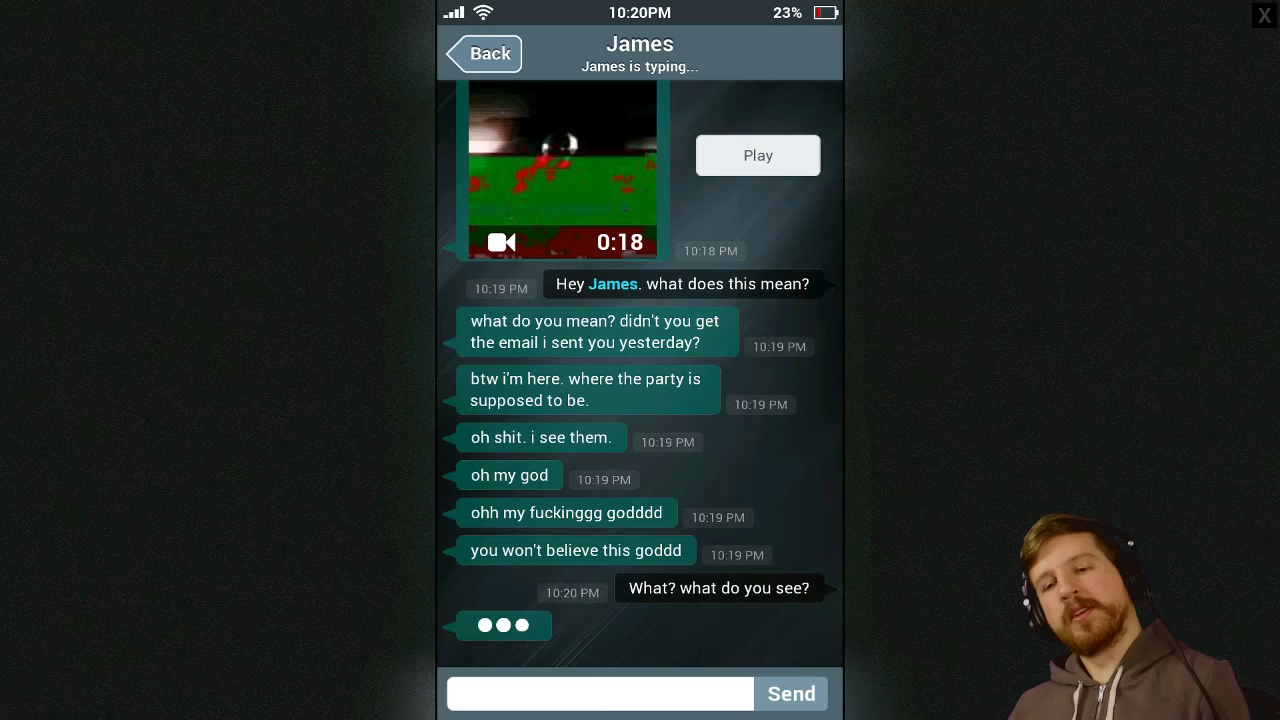 10:20PM
23%
X
Back
James
James is typing...
Play
0:18
10:18 PM
10:19 PM
Hey James. what does this mean?
what do you mean? didn't you get
the email i sent you yesterday?
10:19 PM
btw i'm here. where the party is
supposed to be.
10:19 PM
oh shit. i see them.
10:19 PM
oh my god
10:19 PM
ohh my fuckinggg godddd
10:19 PM
you won't believe this goddd
10:19 PM
10:20 PM
What? what do you see?
Send